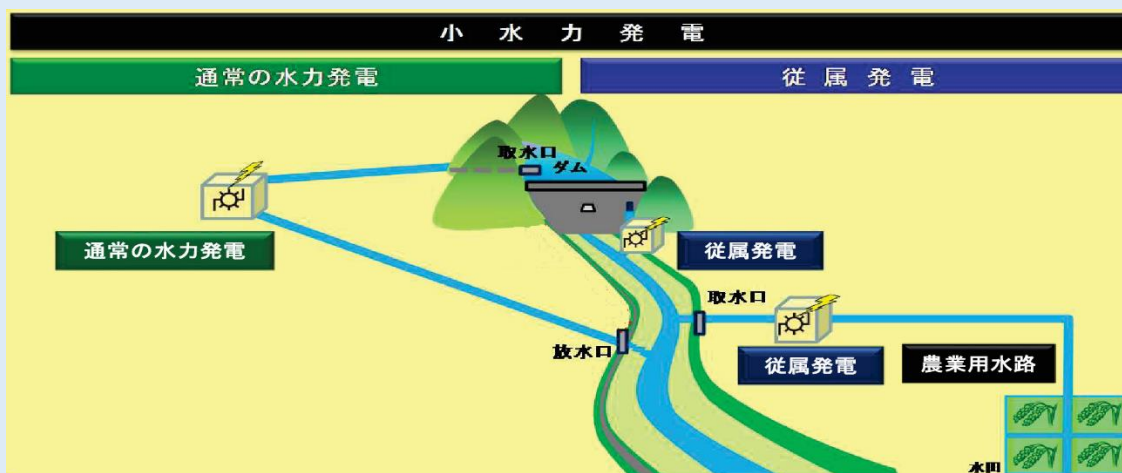 小水力発電
通常の水力発電
従属発電
取水口
ダム
通常の水力発電
従属発電
取水口
放水口
従属発電
農業用水路
水田